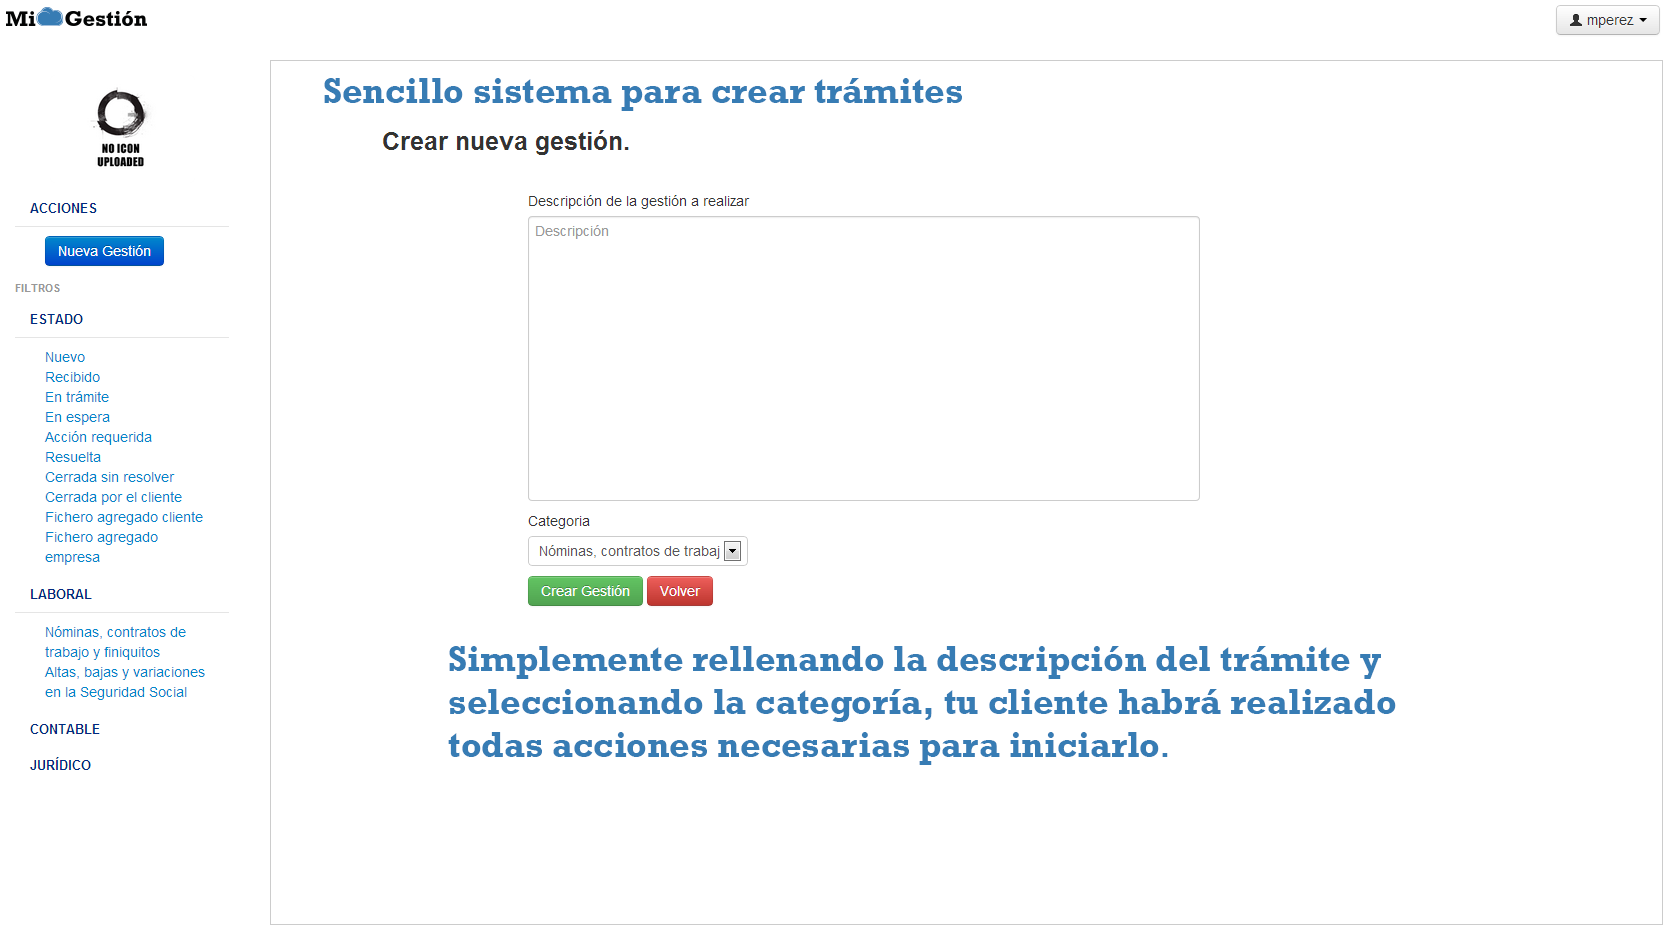 Mi Gestión
mperez
NO ICON
UPLOADED
ACCIONES
Nueva Gestión
FILTROS
ESTADO
Nuevo
Recibido
En trámite
En espera
Acción requerida
Resuelta
Cerrada sin resolver
Cerrada por el cliente
Fichero agregado cliente
Fichero agregado
empresa
LABORAL
Nóminas, contratos de
trabajo y finiquitos
Altas, bajas y variaciones
en la Seguridad Social
CONTABLE
JURÍDICO
Sencillo sistema para crear trámites
Crear nueva gestión.
Descripción de la gestión a realizar
Descripción
Categoria
Nóminas, contratos de trabaj
Crear Gestión
Volver
Simplemente rellenando la descripción del trámite y
seleccionando la categoría, tu cliente habrá realizado
todas acciones necesarias para iniciarlo.